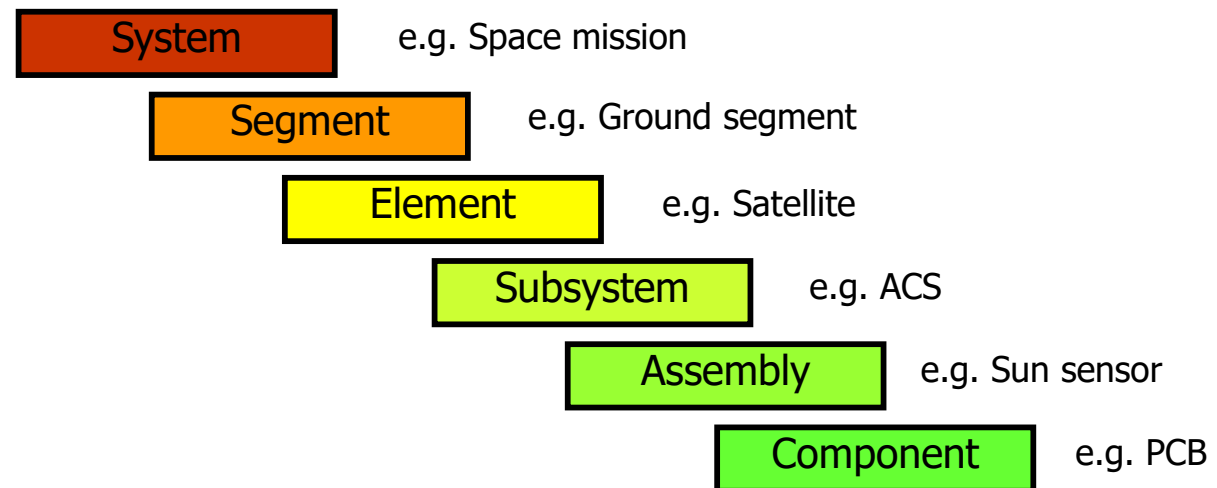 System e.g. Space mission
Segment e.g. Ground segment
Element e.g. Satellite
Subsystem e.g. ACS
Assembly e.g. Sun sensor
Component e.g. PCB